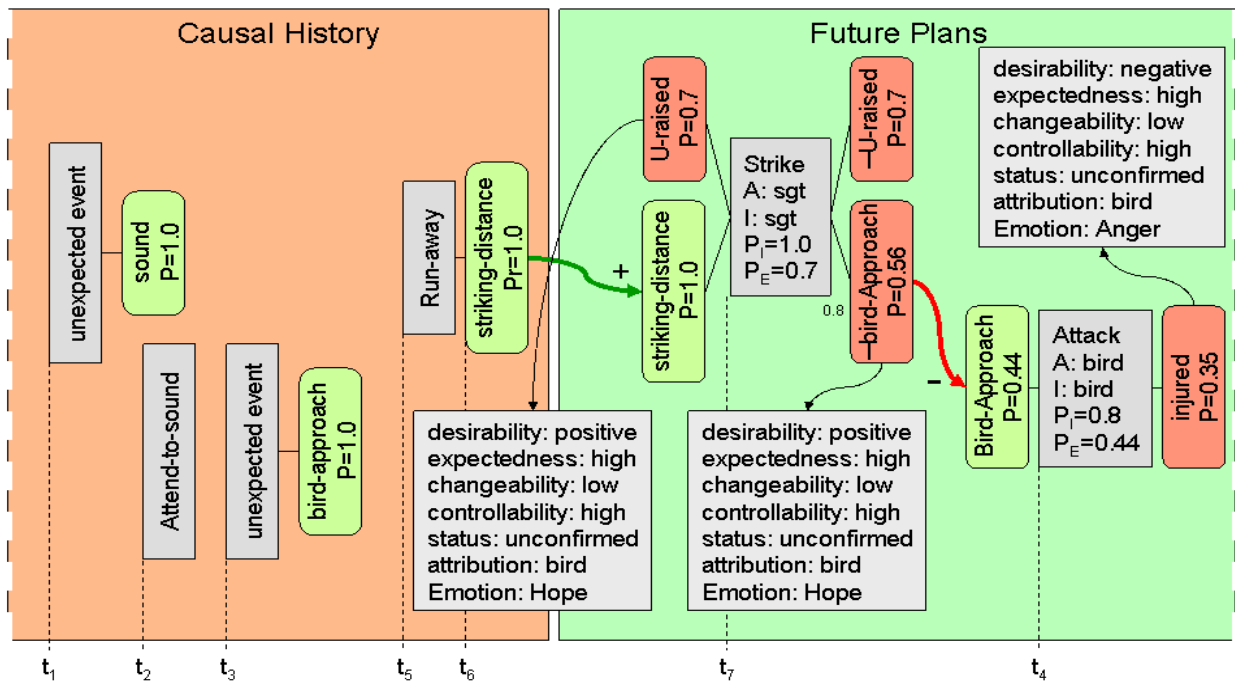 Causal History
Future Plans
unexpected event
sound
P=1.0
Attend-to-sound
unexpected event
bird-approach
P=1.0
Run-away
striking-distance
Pr=1.0
+
desirability: positive
expectedness: high
changeability: low
controllability: high
status: unconfirmed
attribution: bird
Emotion: Hope
U-raised
P=0.7
striking-distance
P=1.0
Strike
A: sgt
I: sgt
P_I=1.0
P_E=0.7
¬U-raised
P=0.7
0.8
¬bird-Approach
P=0.56
desirability: positive
expectedness: high
changeability: low
controllability: high
status: unconfirmed
attribution: bird
Emotion: Hope
-
Bird-Approach
P=0.44
Attack
A: bird
I: bird
P_I=0.8
P_E=0.44
injured
P=0.35
desirability: negative
expectedness: high
changeability: low
controllability: high
status: unconfirmed
attribution: bird
Emotion: Anger
t1
t2
t3
t5
t6
t7
t4